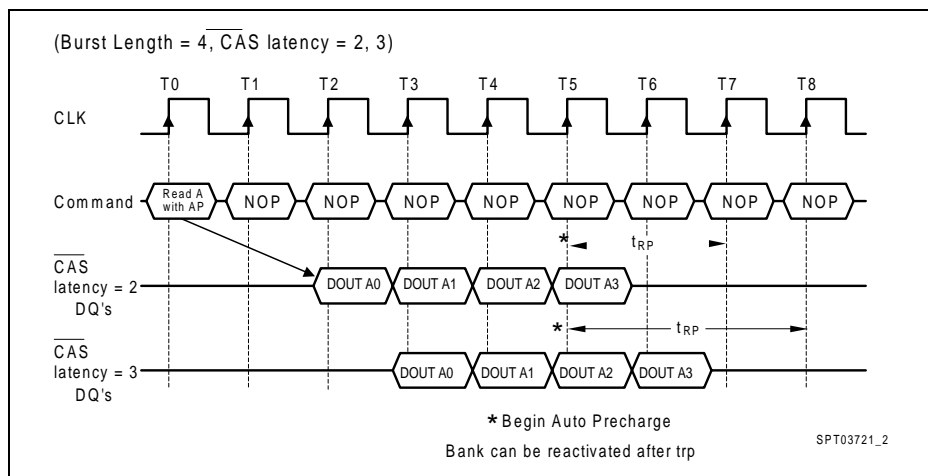 (Burst Length = 4, CAS latency = 2, 3)
T0 T1 T2 T3 T4 T5 T6 T7 T8
CLK
Command Read A with AP NOP NOP NOP NOP NOP NOP NOP NOP
* tRP
CAS
latency = 2
DQ's
DOUT A0 DOUT A1 DOUT A2 DOUT A3
* tRP
CAS
latency = 3
DQ's
DOUT A0 DOUT A1 DOUT A2 DOUT A3
* Begin Auto Precharge
Bank can be reactivated after trp
SPT03721_2